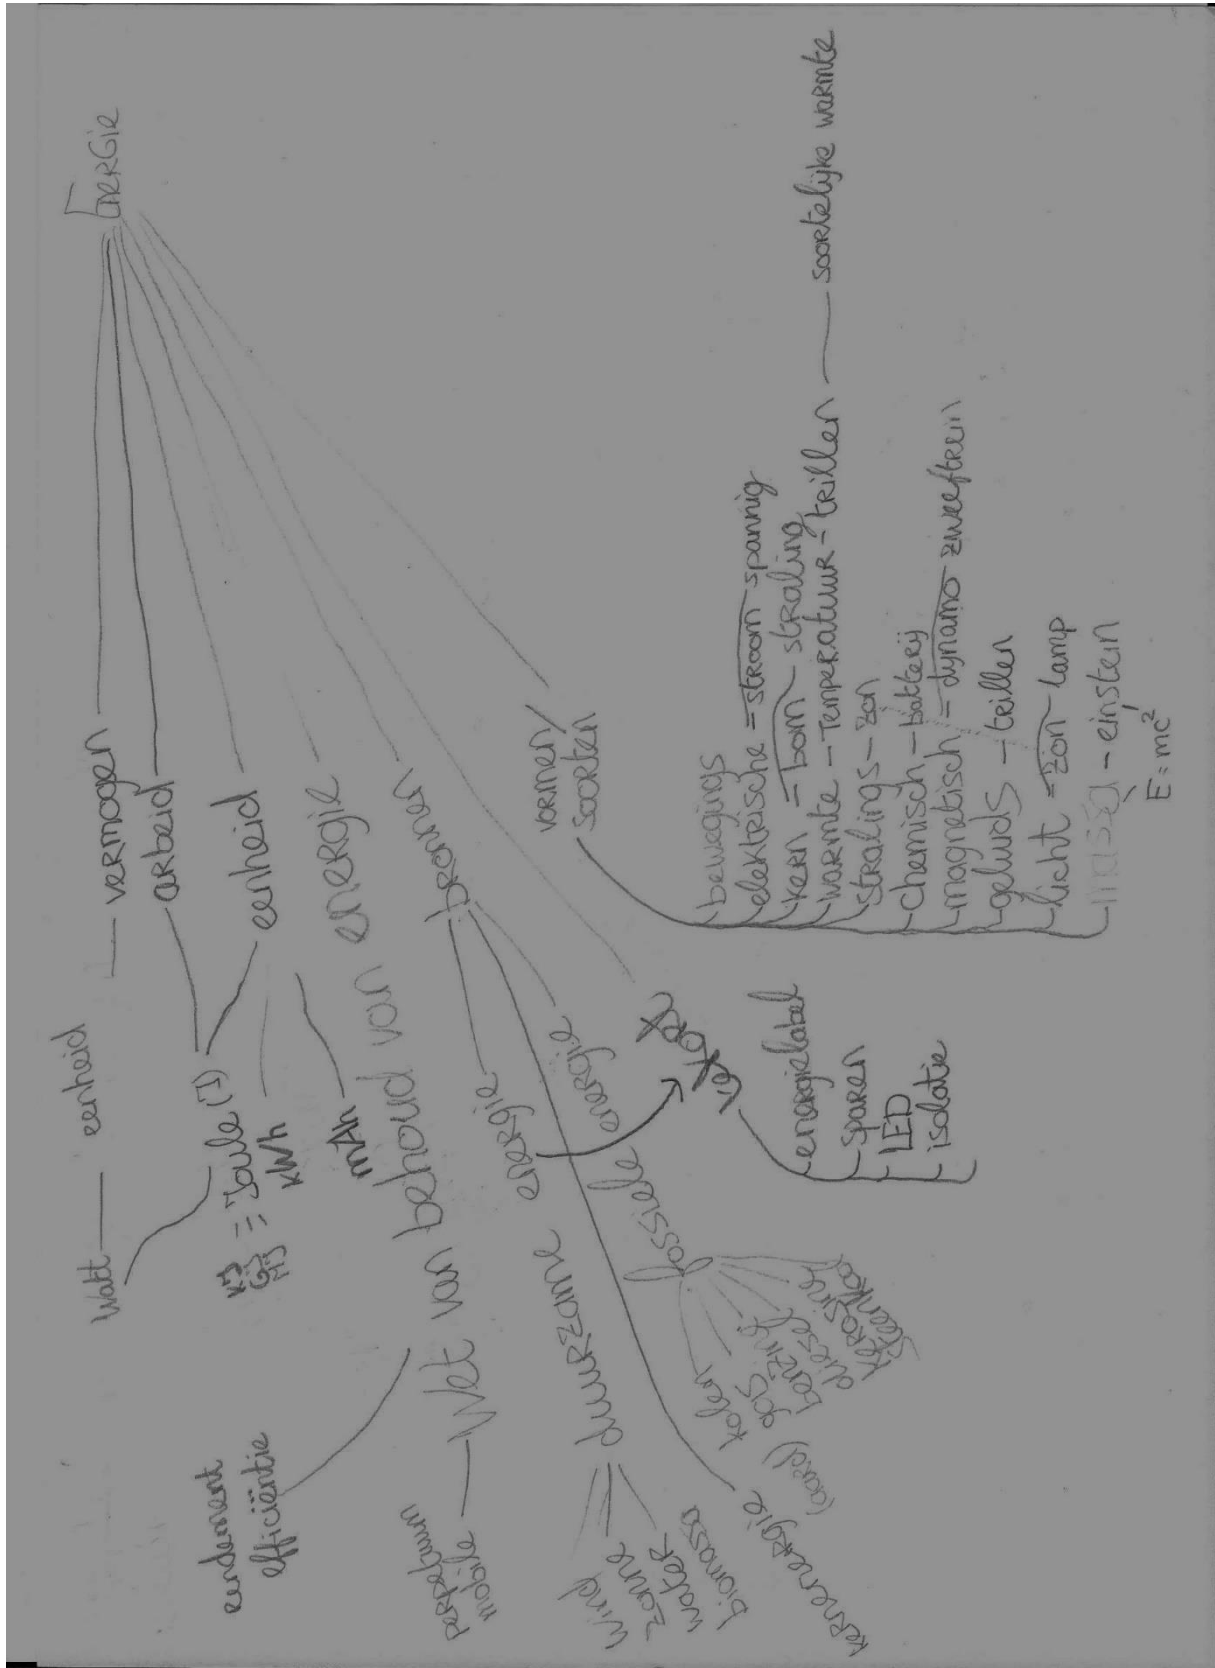 EnERGiE
vermogen
eenheid
Watt
arbeid
eenheid
Joule (J)
kJ
GJ
MJ
kWh
mAh
Wet van behoud van energie
perpetuum
mobile
efficiëntie
bronnen
duurzame energie
wind
zonne
water
biomassa
fossiele energie
kolen
(aard) gas
benzine
diesel
kerosine
kernenergie
energielabel
sparen
LED
isolatie
vormen/
soorten
bewegings
elektrische = stroom - spannig
kern = bom - straling
warmte - Temperatuur - trillen - soortelijke warmte
stralings - zon
chemisch - batterij
magnetisch = dynamo - zweeftrein
geluids - trillen
licht = zon - lamp
massa - einstein
E = mc²